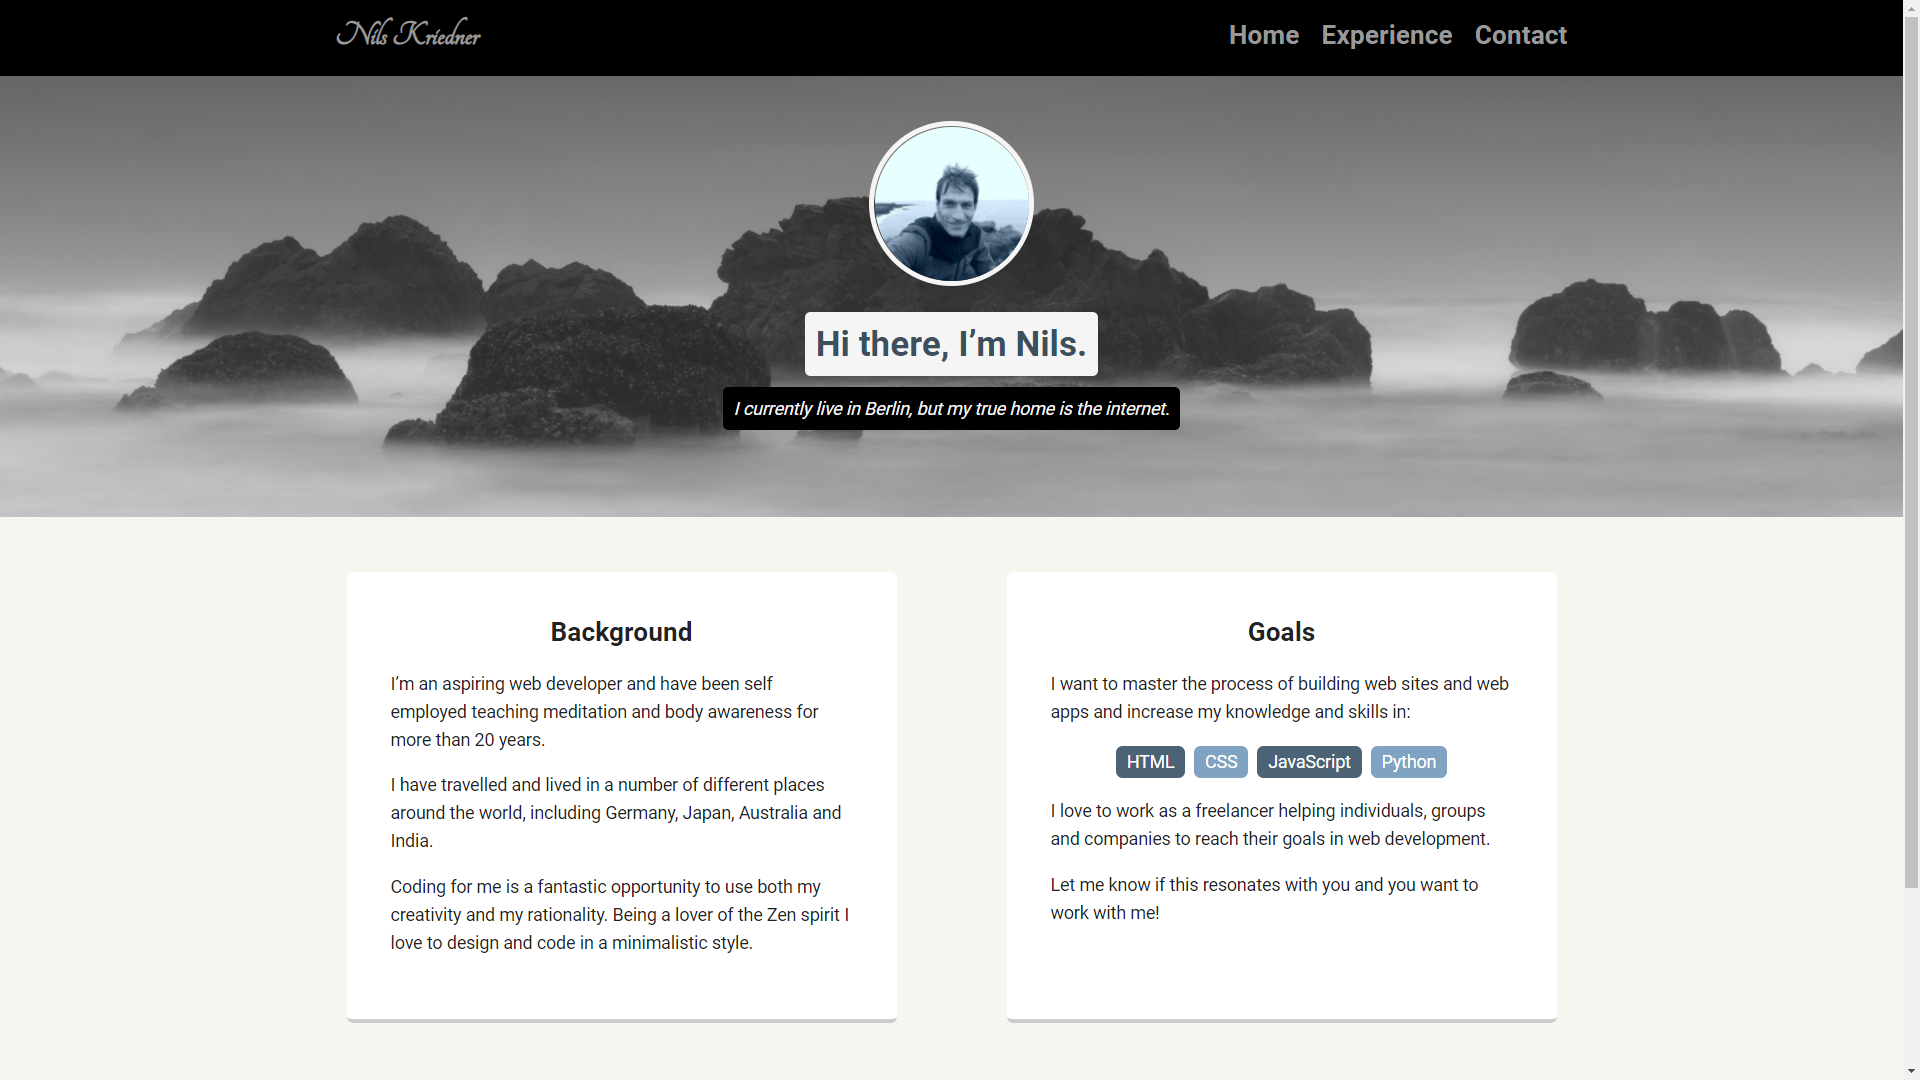 Nils Kriedner
Home Experience Contact
Hi there, I’m Nils.
I currently live in Berlin, but my true home is the internet.
Background
I’m an aspiring web developer and have been self
employed teaching meditation and body awareness for
more than 20 years.
I have travelled and lived in a number of different places
around the world, including Germany, Japan, Australia and
India.
Coding for me is a fantastic opportunity to use both my
creativity and my rationality. Being a lover of the Zen spirit I
love to design and code in a minimalistic style.
Goals
I want to master the process of building web sites and web
apps and increase my knowledge and skills in:
HTML CSS JavaScript Python
I love to work as a freelancer helping individuals, groups
and companies to reach their goals in web development.
Let me know if this resonates with you and you want to
work with me!